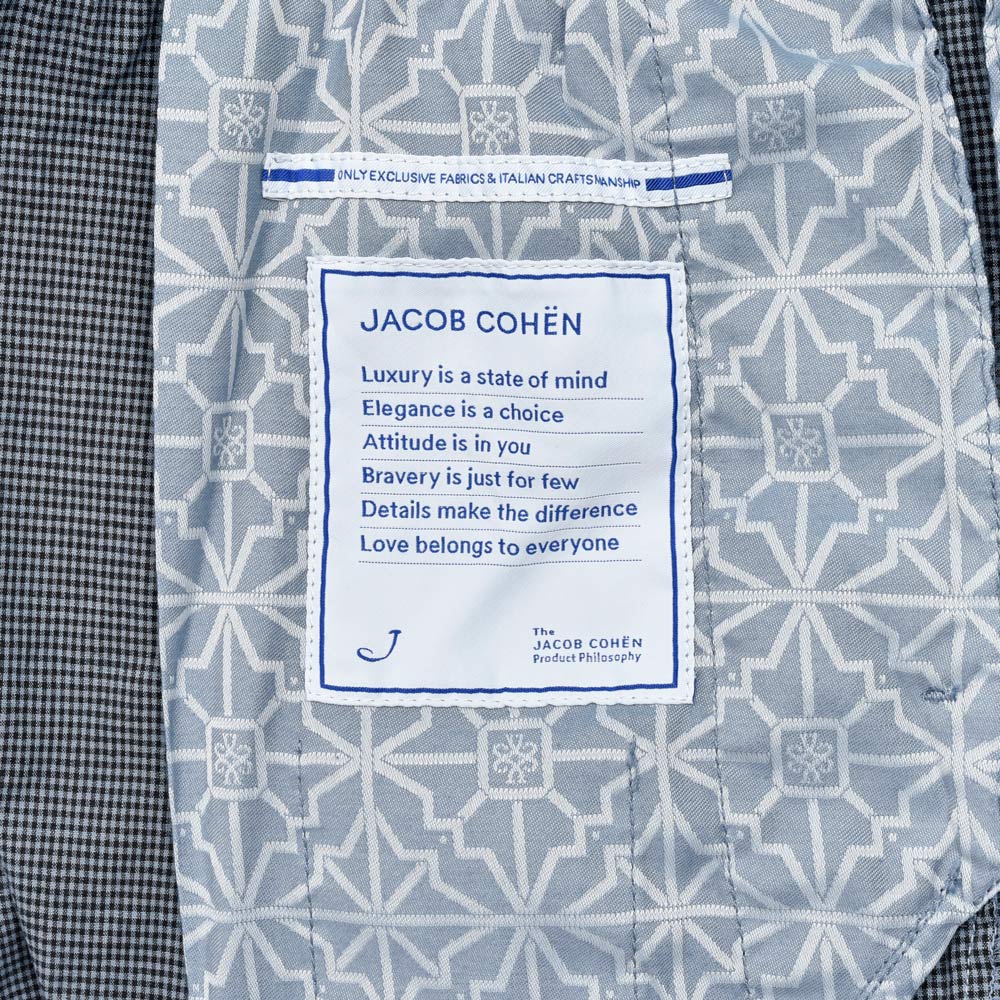 ONLY EXCLUSIVE FABRICS & ITALIAN CRAFTSMANSHIP
JACOB COHËN
Luxury is a state of mind
Elegance is a choice
Attitude is in you
Bravery is just for few
Details make the difference
Love belongs to everyone
J
The
JACOB COHËN
Product Philosophy